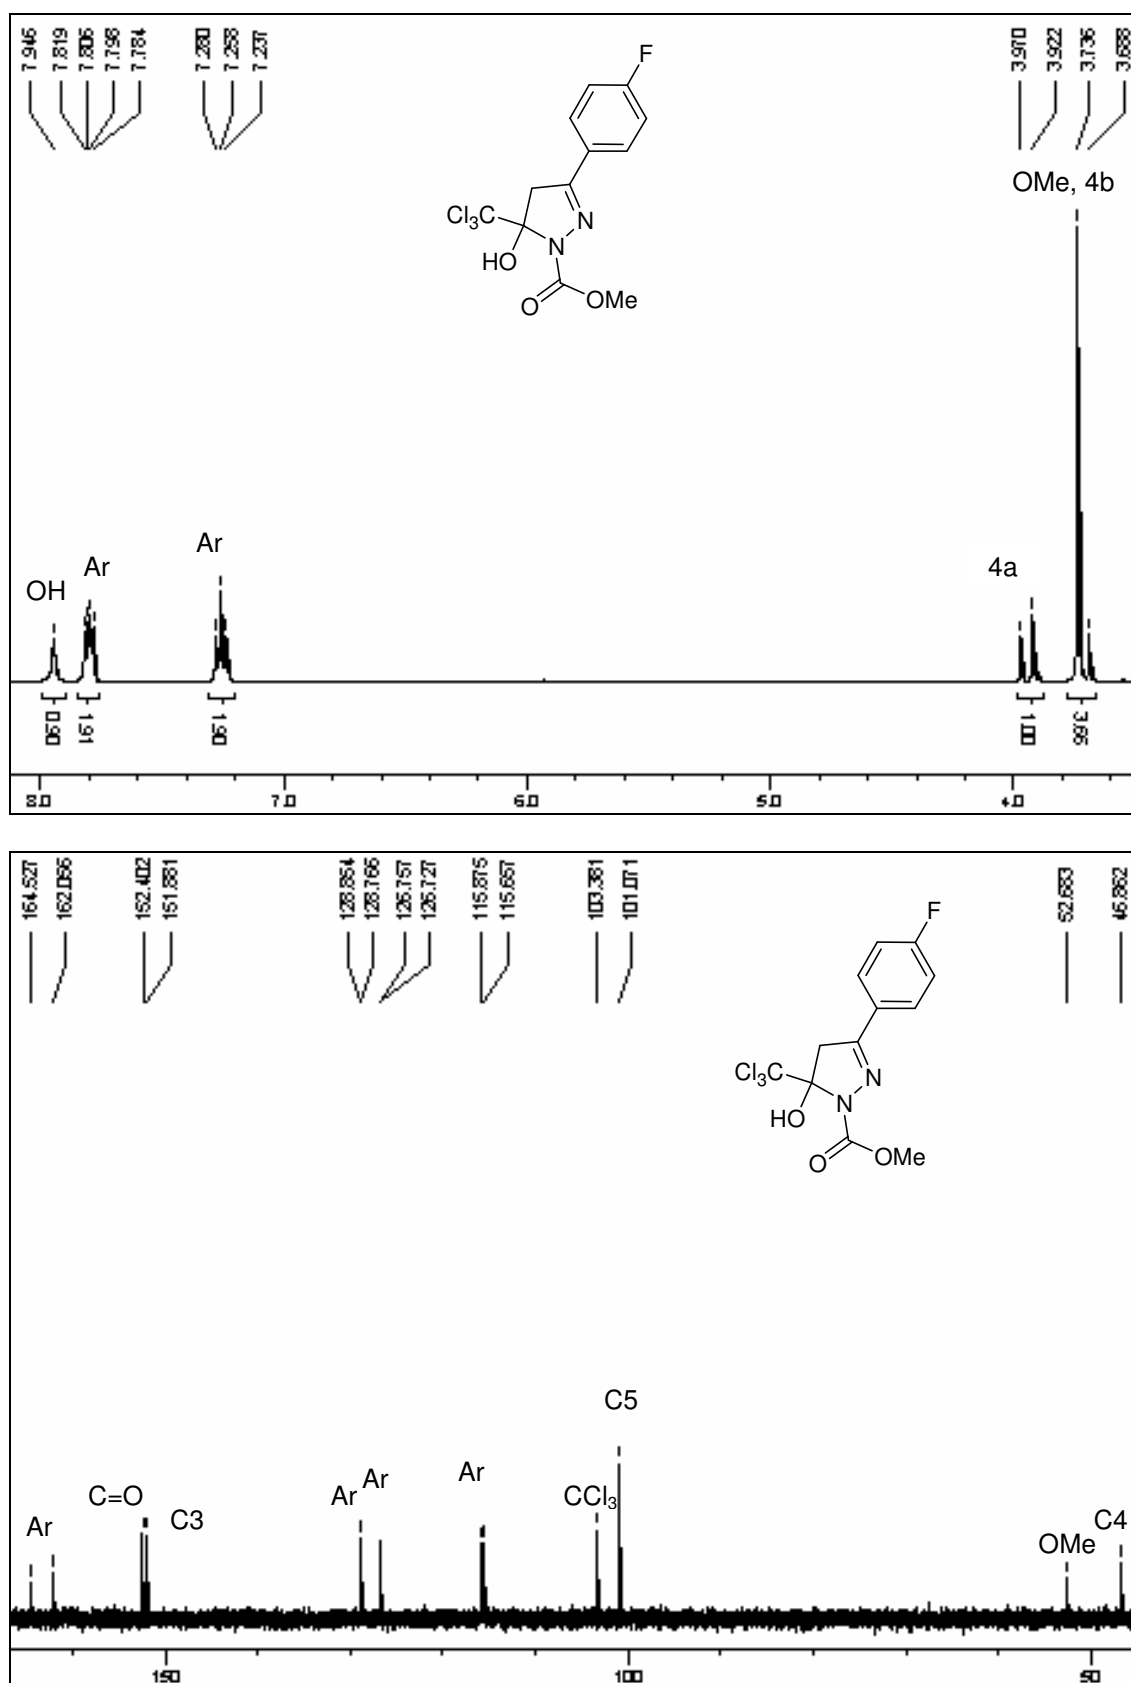 7.946 7.819 7.806 7.798 7.784 7.280 7.258 7.237 3.970 3.922 3.736 3.688
F
OMe, 4b
Cl3C
N
HO
N
O
OMe
Ar
Ar
4a
OH
0.90 1.91 1.90 1.00 3.66
8.0 7.0 6.0 5.0 4.0
164.527 162.056 152.402 151.881 128.854 128.766 126.757 126.727 115.875 115.657 103.381 101.071 52.683 46.862
F
Cl3C
N
N
HO
O
OMe
C5
Ar
Ar
C=O
Ar
CCl3
Ar
C3
C4
OMe
150 100 50